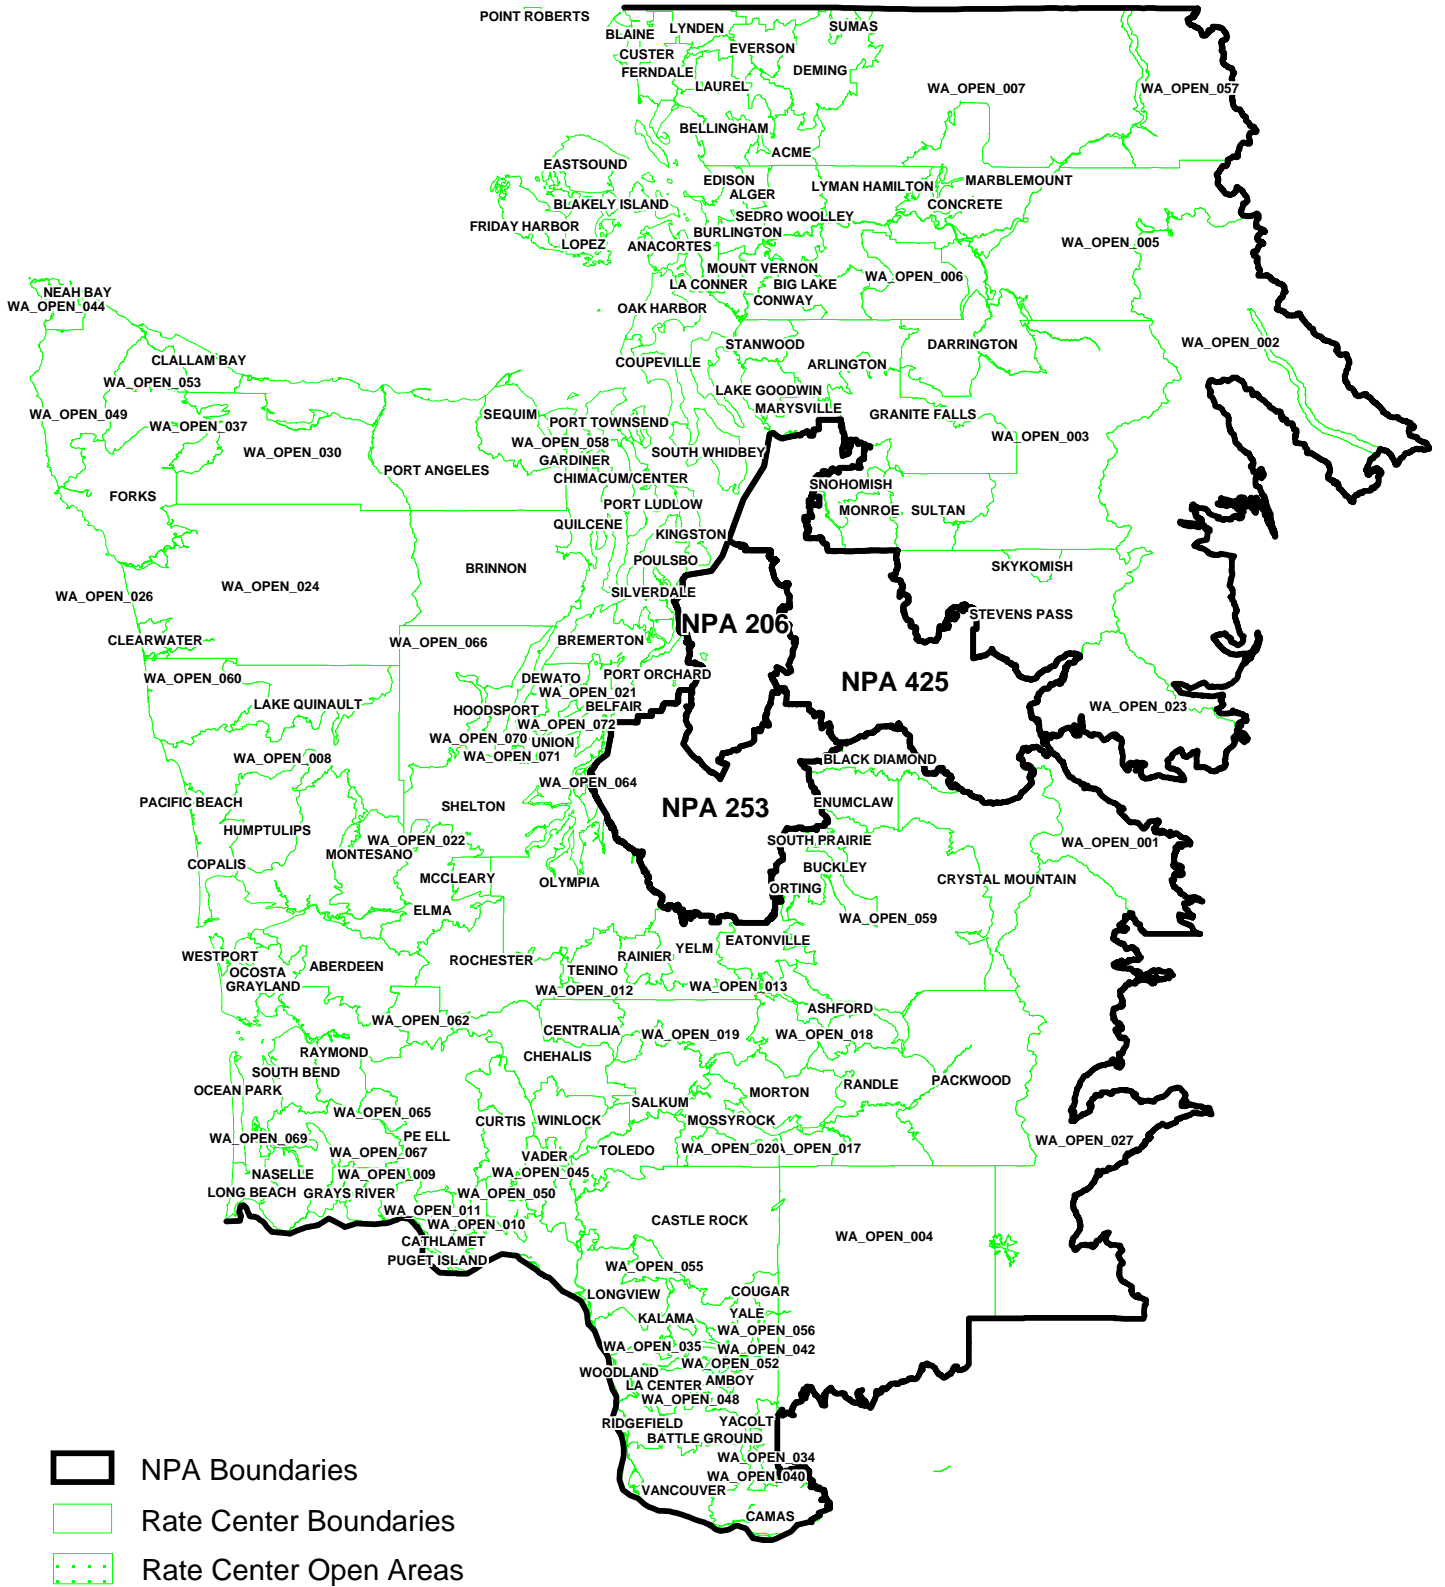 POINT ROBERTS
BLAINE
LYNDEN
SUMAS
CUSTER
EVERSON
FERNDALE
DEMING
LAUREL
WA_OPEN_007
WA_OPEN_057
BELLINGHAM
ACME
EASTSOUND
EDISON
ALGER
LYMAN HAMILTON
MARBLEMOUNT
BLAKELY ISLAND
CONCRETE
SEDRO WOOLLEY
FRIDAY HARBOR
BURLINGTON
LOPEZ
ANACORTES
WA_OPEN_005
MOUNT VERNON
WA_OPEN_006
LA CONNER
BIG LAKE
NEAH BAY
CONWAY
WA_OPEN_044
OAK HARBOR
STANWOOD
DARRINGTON
WA_OPEN_002
CLALLAM BAY
COUPEVILLE
ARLINGTON
WA_OPEN_053
LAKE GOODWIN
WA_OPEN_049
SEQUIM
MARYSVILLE
GRANITE FALLS
WA_OPEN_037
PORT TOWNSEND
WA_OPEN_003
WA_OPEN_058
WA_OPEN_030
SOUTH WHIDBEY
GARDINER
PORT ANGELES
CHIMACUM/CENTER
SNOHOMISH
FORKS
PORT LUDLOW
MONROE
SULTAN
QUILCENE
KINGSTON
POULSBO
BRINNON
SKYKOMISH
WA_OPEN_024
SILVERDALE
WA_OPEN_026
STEVENS PASS
NPA 206
CLEARWATER
WA_OPEN_066
BREMERTON
WA_OPEN_060
DEWATO
PORT ORCHARD
NPA 425
WA_OPEN_021
LAKE QUINAULT
HOODSPORT
BELFAIR
WA_OPEN_023
WA_OPEN_072
WA_OPEN_070
UNION
WA_OPEN_008
WA_OPEN_071
BLACK DIAMOND
WA_OPEN_064
PACIFIC BEACH
SHELTON
NPA 253
ENUMCLAW
HUMPTULIPS
WA_OPEN_022
SOUTH PRAIRIE
WA_OPEN_001
MONTESANO
COPALIS
BUCKLEY
MCCLEARY
OLYMPIA
ORTING
CRYSTAL MOUNTAIN
ELMA
WA_OPEN_059
WESTPORT
EATONVILLE
YELM
OCOSTA
ABERDEEN
ROCHESTER
RAINIER
TENINO
GRAYLAND
WA_OPEN_012
WA_OPEN_013
ASHFORD
WA_OPEN_062
CENTRALIA
WA_OPEN_019
WA_OPEN_018
RAYMOND
CHEHALIS
SOUTH BEND
OCEAN PARK
MORTON
RANDLE
PACKWOOD
SALKUM
WA_OPEN_065
CURTIS
WINLOCK
MOSSYROCK
WA_OPEN_069
PE ELL
WA_OPEN_027
WA_OPEN_067
VADER
TOLEDO
WA_OPEN_020
A_OPEN_017
NASELLE
WA_OPEN_009
WA_OPEN_045
LONG BEACH
GRAYS RIVER
WA_OPEN_050
WA_OPEN_011
WA_OPEN_010
CASTLE ROCK
WA_OPEN_004
CATHLAMET
PUGET ISLAND
WA_OPEN_055
LONGVIEW
COUGAR
KALAMA
YALE
WA_OPEN_056
WA_OPEN_035
WA_OPEN_042
WA_OPEN_052
WOODLAND
AMBOY
LA CENTER
WA_OPEN_048
RIDGEFIELD
YACOLT
BATTLE GROUND
WA_OPEN_034
WA_OPEN_040
VANCOUVER
CAMAS
NPA Boundaries
Rate Center Boundaries
Rate Center Open Areas